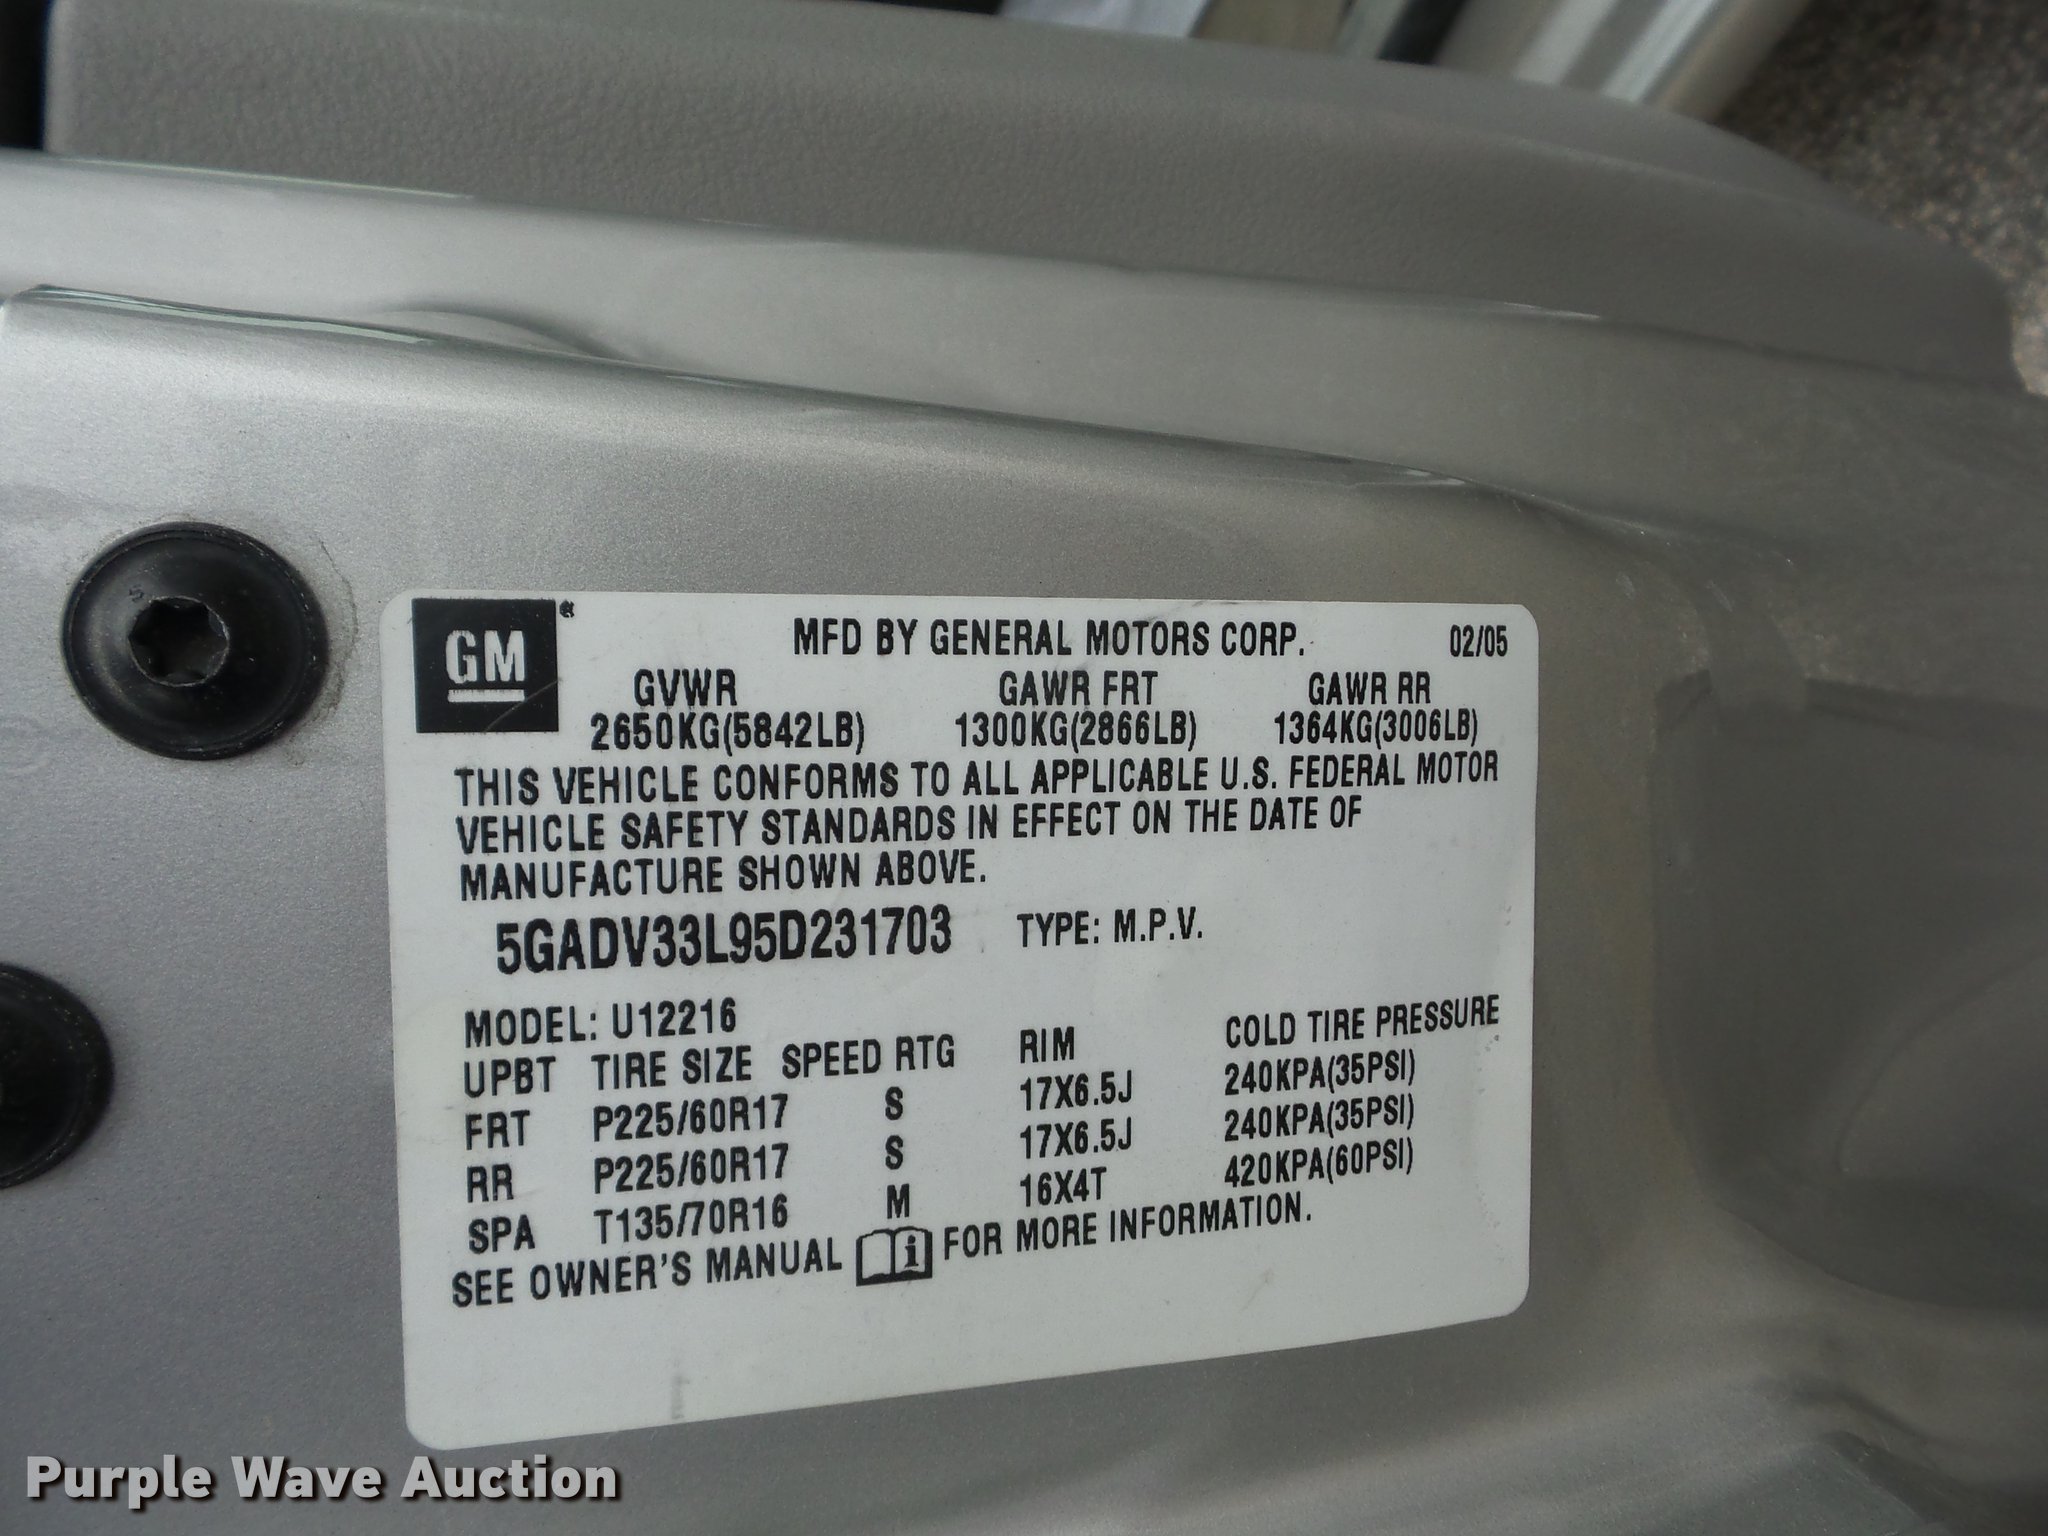 GM®
MFD BY GENERAL MOTORS CORP. 02/05
GVWR GAWR FRT GAWR RR
2650KG(5842LB) 1300KG(2866LB) 1364KG(3006LB)
THIS VEHICLE CONFORMS TO ALL APPLICABLE U.S. FEDERAL MOTOR
VEHICLE SAFETY STANDARDS IN EFFECT ON THE DATE OF
MANUFACTURE SHOWN ABOVE.
5GADV33L95D231703 TYPE: M.P.V.
MODEL: U12216
UPBT TIRE SIZE SPEED RTG RIM COLD TIRE PRESSURE
FRT P225/60R17 S 17X6.5J 240KPA(35PSI)
RR P225/60R17 S 17X6.5J 240KPA(35PSI)
SPA T135/70R16 M 16X4T 420KPA(60PSI)
SEE OWNER'S MANUAL i FOR MORE INFORMATION.
Purple Wave Auction